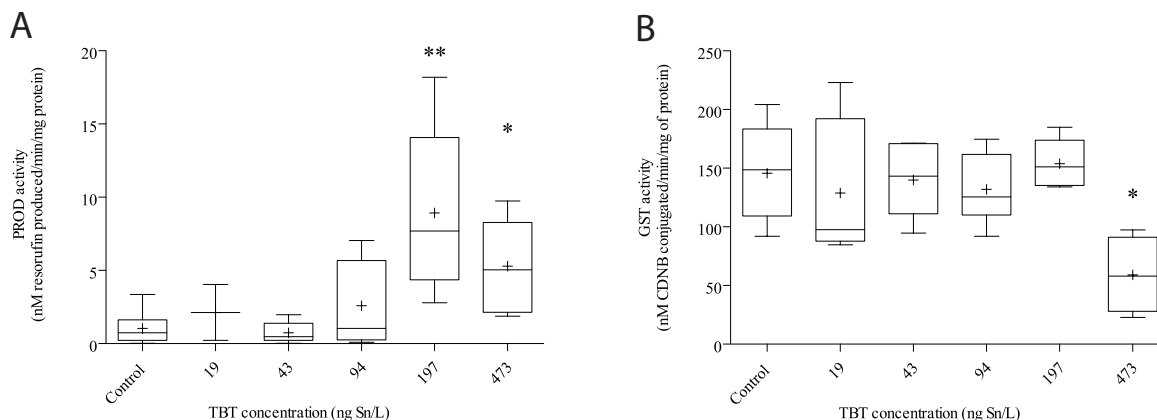 A
PROD activity
(nM resorufin produced/min/mg protein)
20
15
10
5
0
**
*
Control
19
43
94
197
473
TBT concentration (ng Sn/L)
B
GST activity
(nM CDNB conjugated/min/mg of protein)
250
200
150
100
50
0
*
Control
19
43
94
197
473
TBT concentration (ng Sn/L)